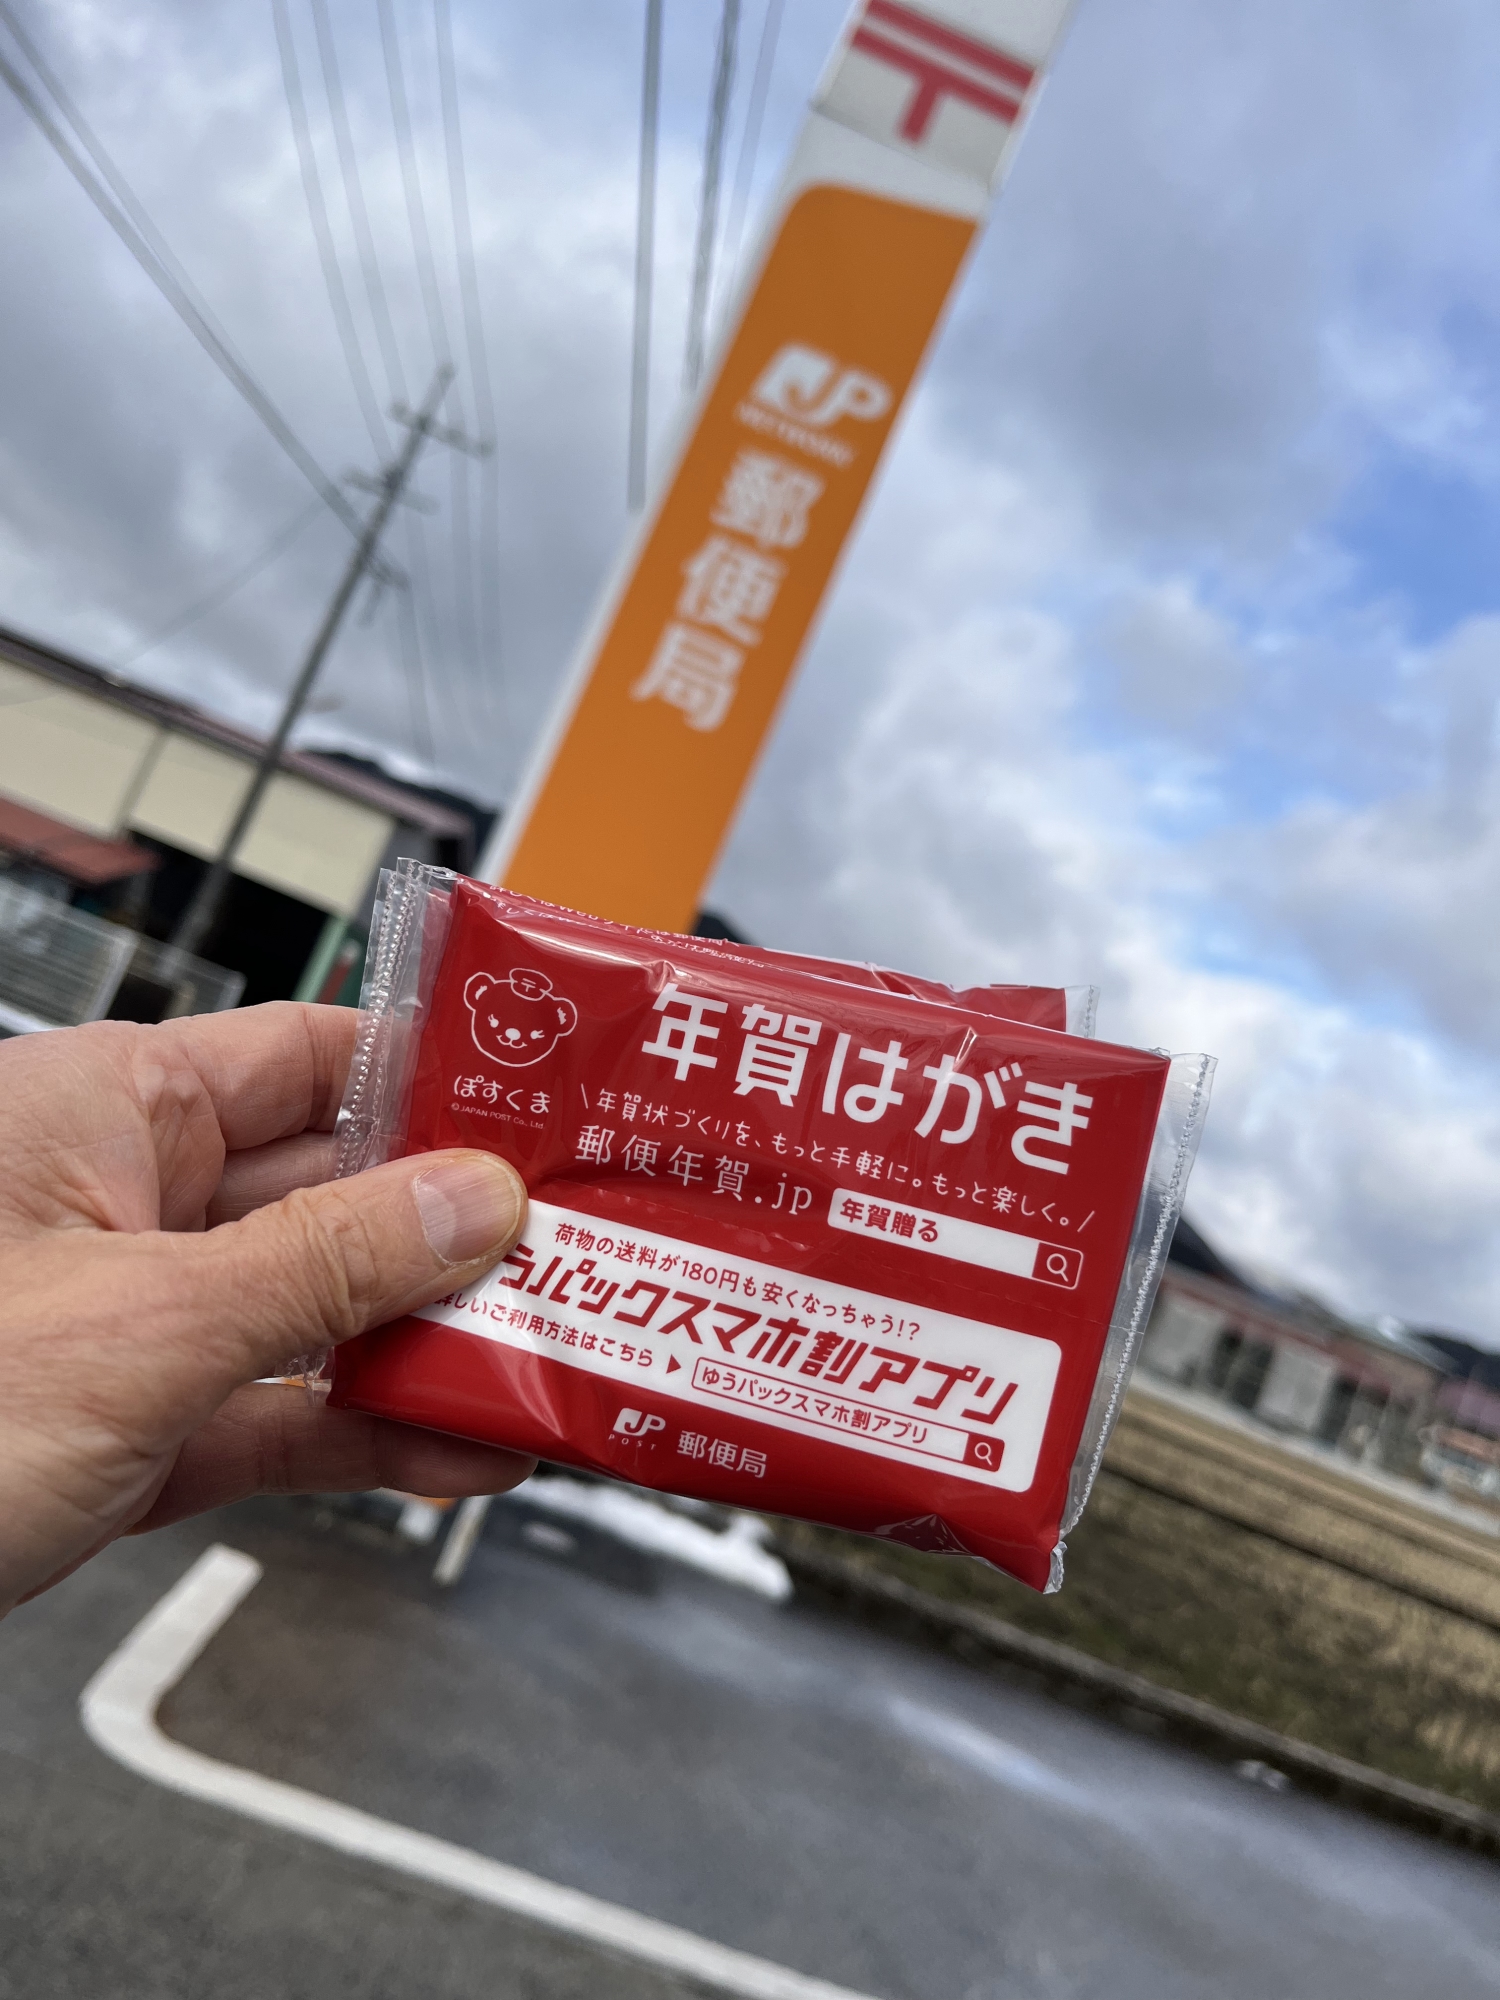 〒
JP
郵便局
〒
ぽすくま
© JAPAN POST Co., Ltd.
年賀はがき
\年賀状づくりを、もっと手軽に。もっと楽しく。/
郵便年賀.jp
年賀贈る
荷物の送料が180円も安くなっちゃう!?
うパックスマホ割アプリ
しいご利用方法はこちら▶
ゆうパックスマホ割アプリ
JP
POST
郵便局